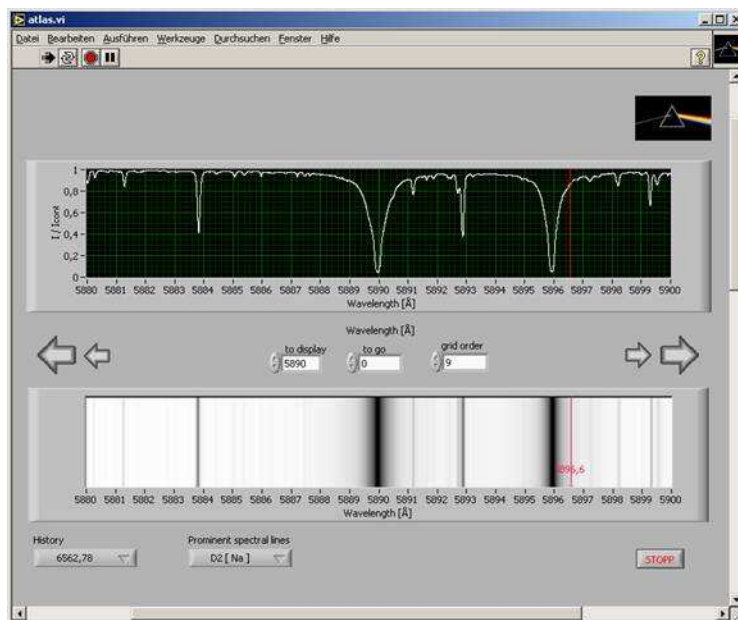 atlas.vi
Datei Bearbeiten Ausführen Werkzeuge Durchsuchen Fenster Hilfe
?
1
0,8
0,6
0,4
0,2
0
I / Icont
5880 5881 5882 5883 5884 5885 5886 5887 5888 5889 5890 5891 5892 5893 5894 5895 5896 5897 5898 5899 5900
Wavelength [Å]
Wavelength [Å]
to display to go grid order
5890 0 9
896,6
5880 5881 5882 5883 5884 5885 5886 5887 5888 5889 5890 5891 5892 5893 5894 5895 5896 5897 5898 5899 5900
Wavelength [Å]
History Prominent spectral lines
6562,78 D2 [ Na ] STOPP